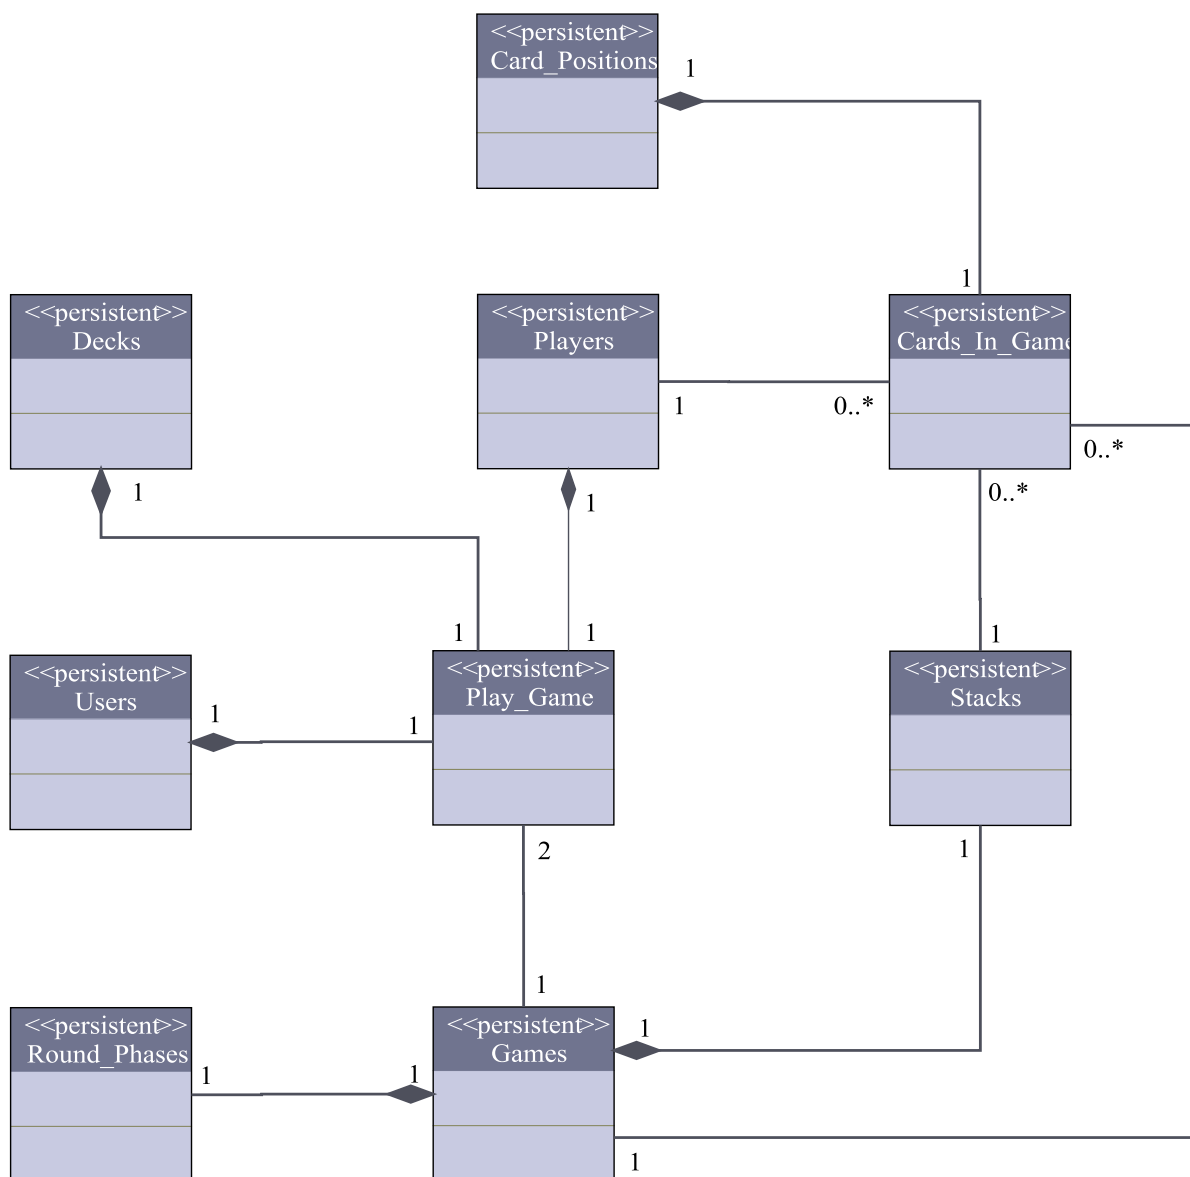 <<persistent>>
Card_Positions
1
1
<<persistent>>
Decks
<<persistent>>
Players
<<persistent>>
Cards_In_Game
1
0..*
0..*
1
1
0..*
1
1
1
<<persistent>>
Users
<<persistent>>
Play_Game
<<persistent>>
Stacks
1
1
2
1
1
<<persistent>>
Round_Phases
<<persistent>>
Games
1
1
1
1